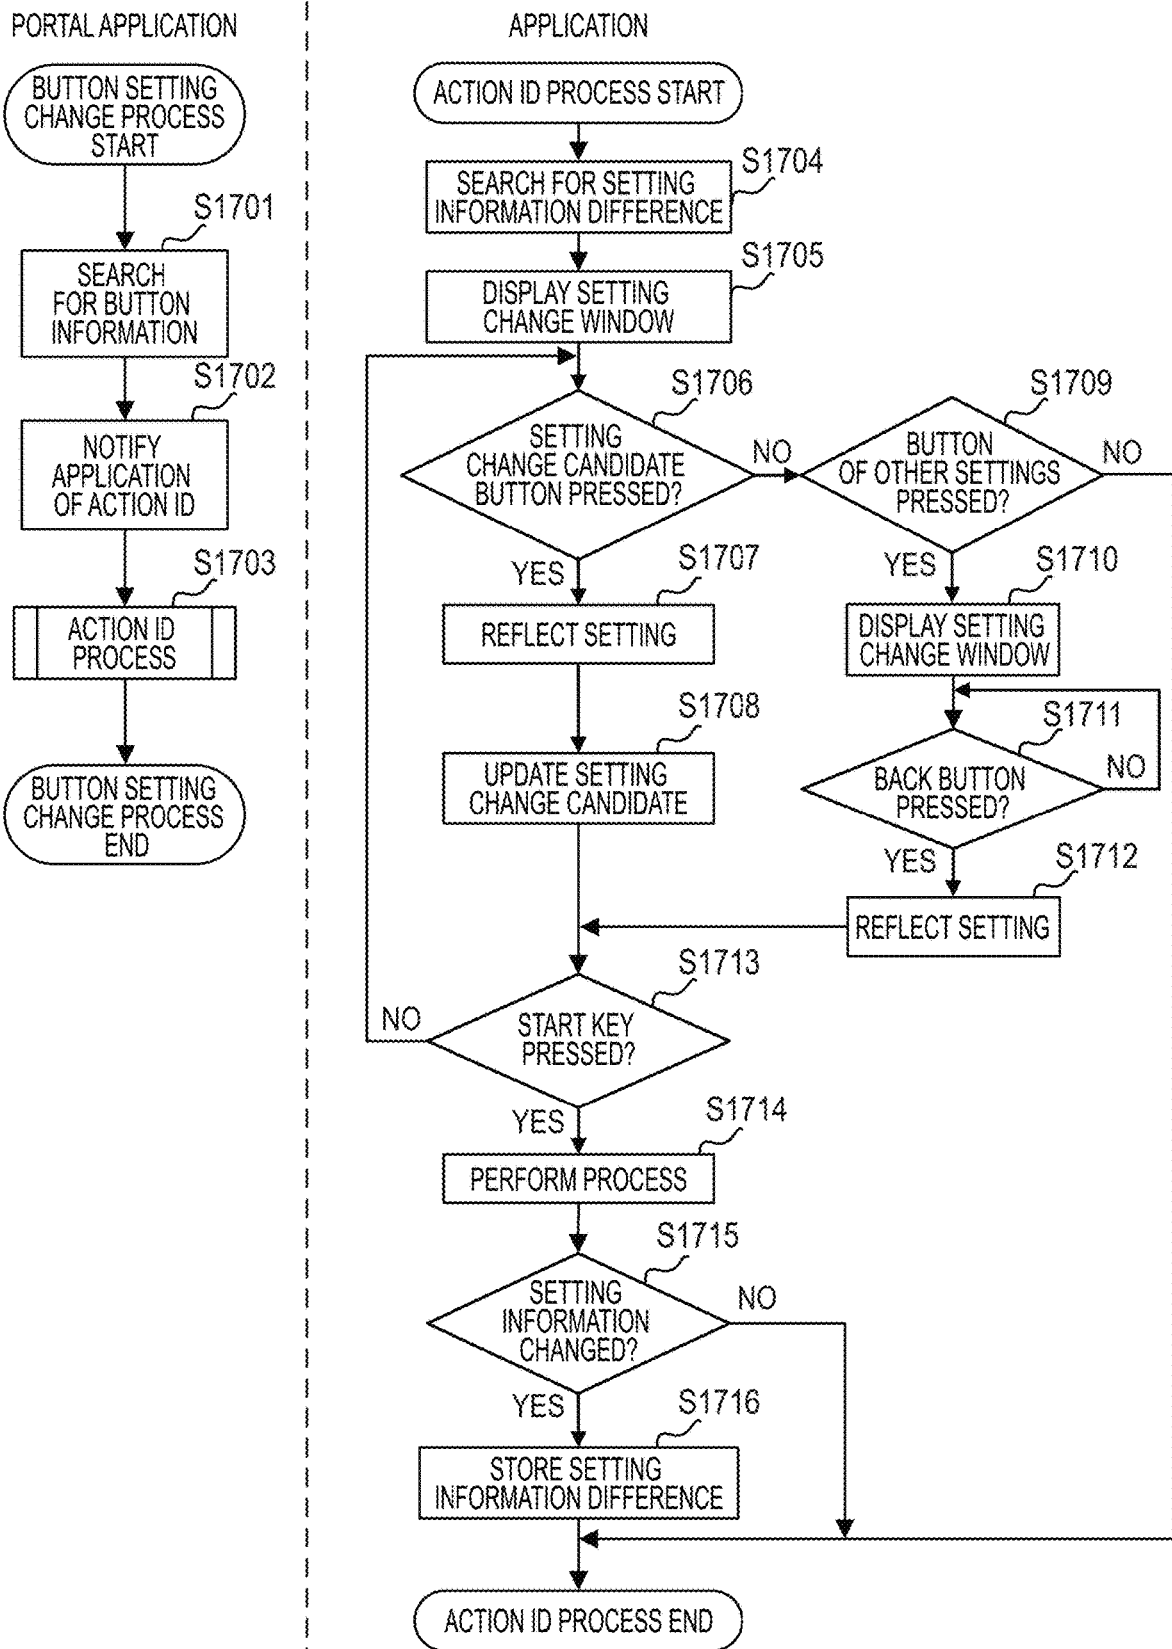 PORTAL APPLICATION
BUTTON SETTING
CHANGE PROCESS
START
S1701
SEARCH
FOR BUTTON
INFORMATION
S1702
NOTIFY
APPLICATION
OF ACTION ID
S1703
ACTION ID
PROCESS
BUTTON SETTING
CHANGE PROCESS
END
APPLICATION
ACTION ID PROCESS START
S1704
SEARCH FOR SETTING
INFORMATION DIFFERENCE
S1705
DISPLAY SETTING
CHANGE WINDOW
S1706
SETTING
CHANGE CANDIDATE
BUTTON PRESSED?
NO
YES
S1709
BUTTON
OF OTHER SETTINGS
PRESSED?
NO
YES
S1707
REFLECT SETTING
S1710
DISPLAY SETTING
CHANGE WINDOW
S1708
UPDATE SETTING
CHANGE CANDIDATE
S1711
BACK BUTTON
PRESSED?
NO
YES
S1712
REFLECT SETTING
S1713
START KEY
PRESSED?
NO
YES
S1714
PERFORM PROCESS
S1715
SETTING
INFORMATION
CHANGED?
NO
YES
S1716
STORE SETTING
INFORMATION DIFFERENCE
ACTION ID PROCESS END